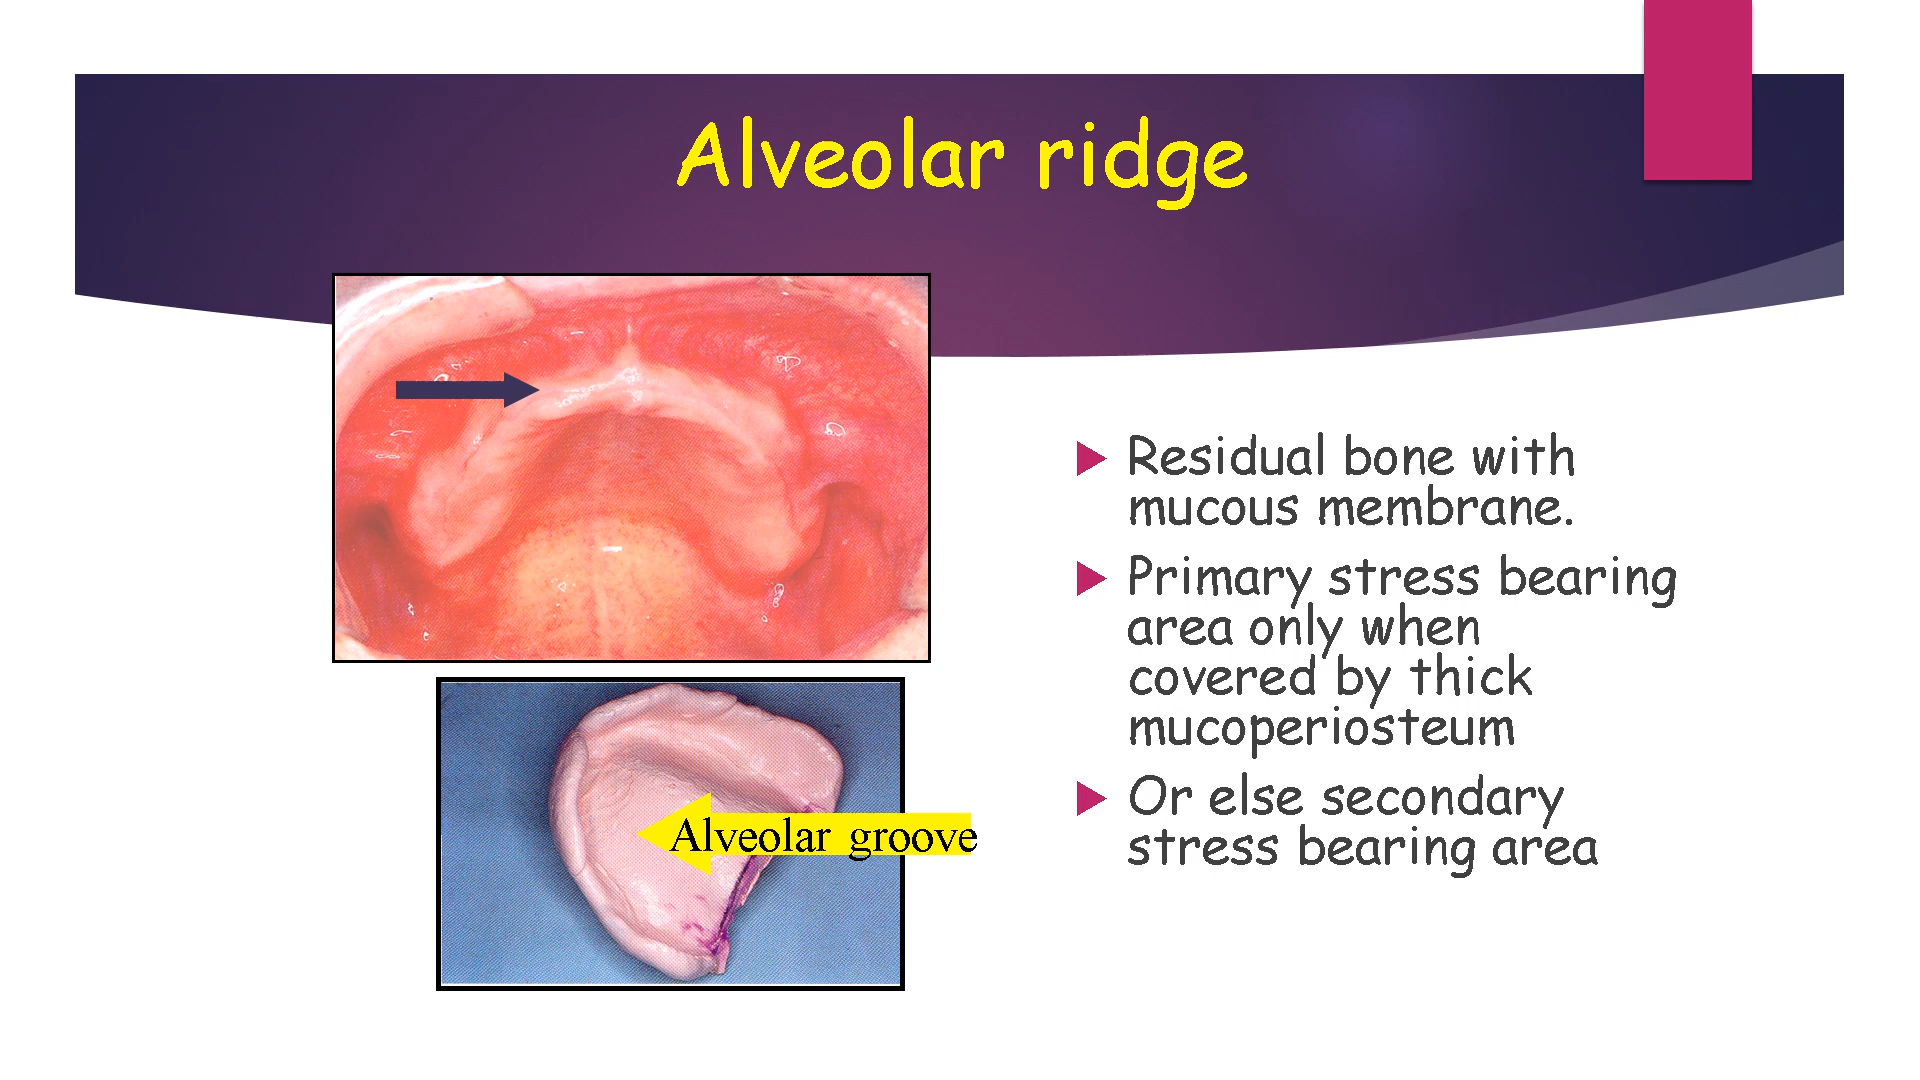 Alveolar ridge
Residual bone with
mucous membrane.
Primary stress bearing
area only when
covered by thick
mucoperiosteum
Or else secondary
stress bearing area
Alveolar groove